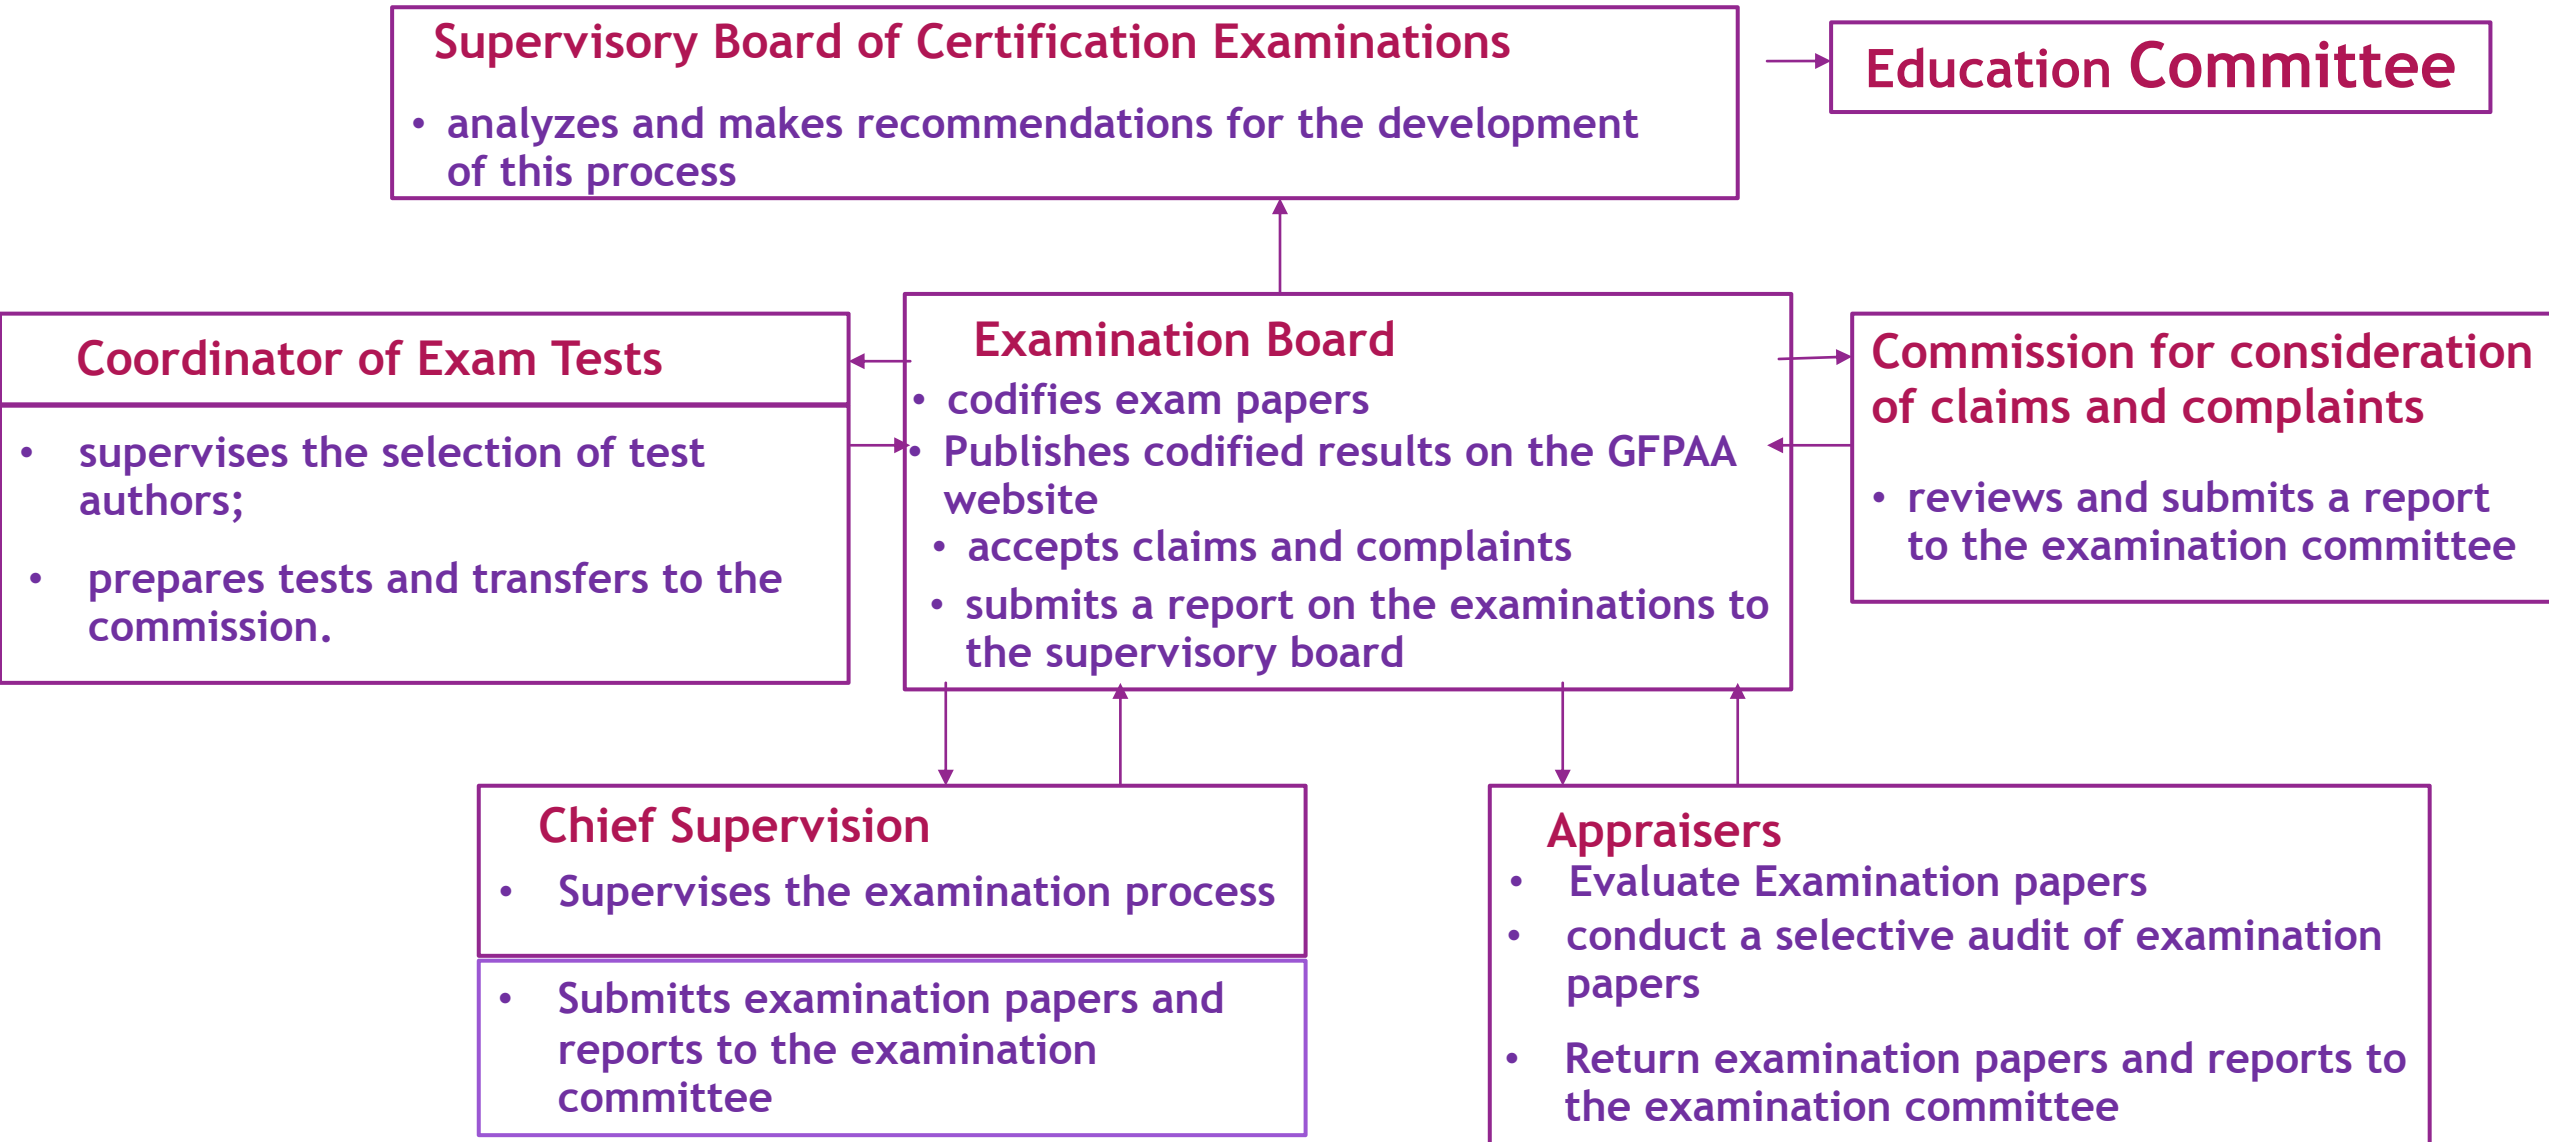 Supervisory Board of Certification Examinations
• analyzes and makes recommendations for the development
of this process
Education Committee
Coordinator of Exam Tests
• supervises the selection of test
authors;
• prepares tests and transfers to the
commission.
Examination Board
• codifies exam papers
• Publishes codified results on the GFPAA
website
• accepts claims and complaints
• submits a report on the examinations to
the supervisory board
Commission for consideration
of claims and complaints
• reviews and submits a report
to the examination committee
Chief Supervision
• Supervises the examination process
• Submitts examination papers and
reports to the examination
committee
Appraisers
• Evaluate Examination papers
• conduct a selective audit of examination
papers
• Return examination papers and reports to
the examination committee